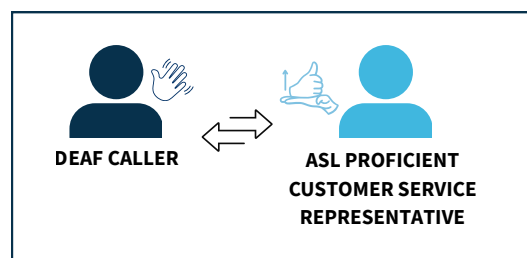 DEAF CALLER
ASL PROFICIENT
CUSTOMER SERVICE
REPRESENTATIVE